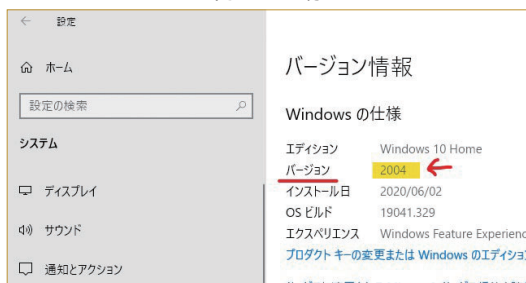 ← 設定
ホーム
設定の検索
システム
ディスプレイ
サウンド
通知とアクション
バージョン情報
Windows の仕様
エディション Windows 10 Home
バージョン 2004
インストール日 2020/06/02
OS ビルド 19041.329
エクスペリエンス Windows Feature Experienc
プロダクト キーの変更または Windows のエディショ